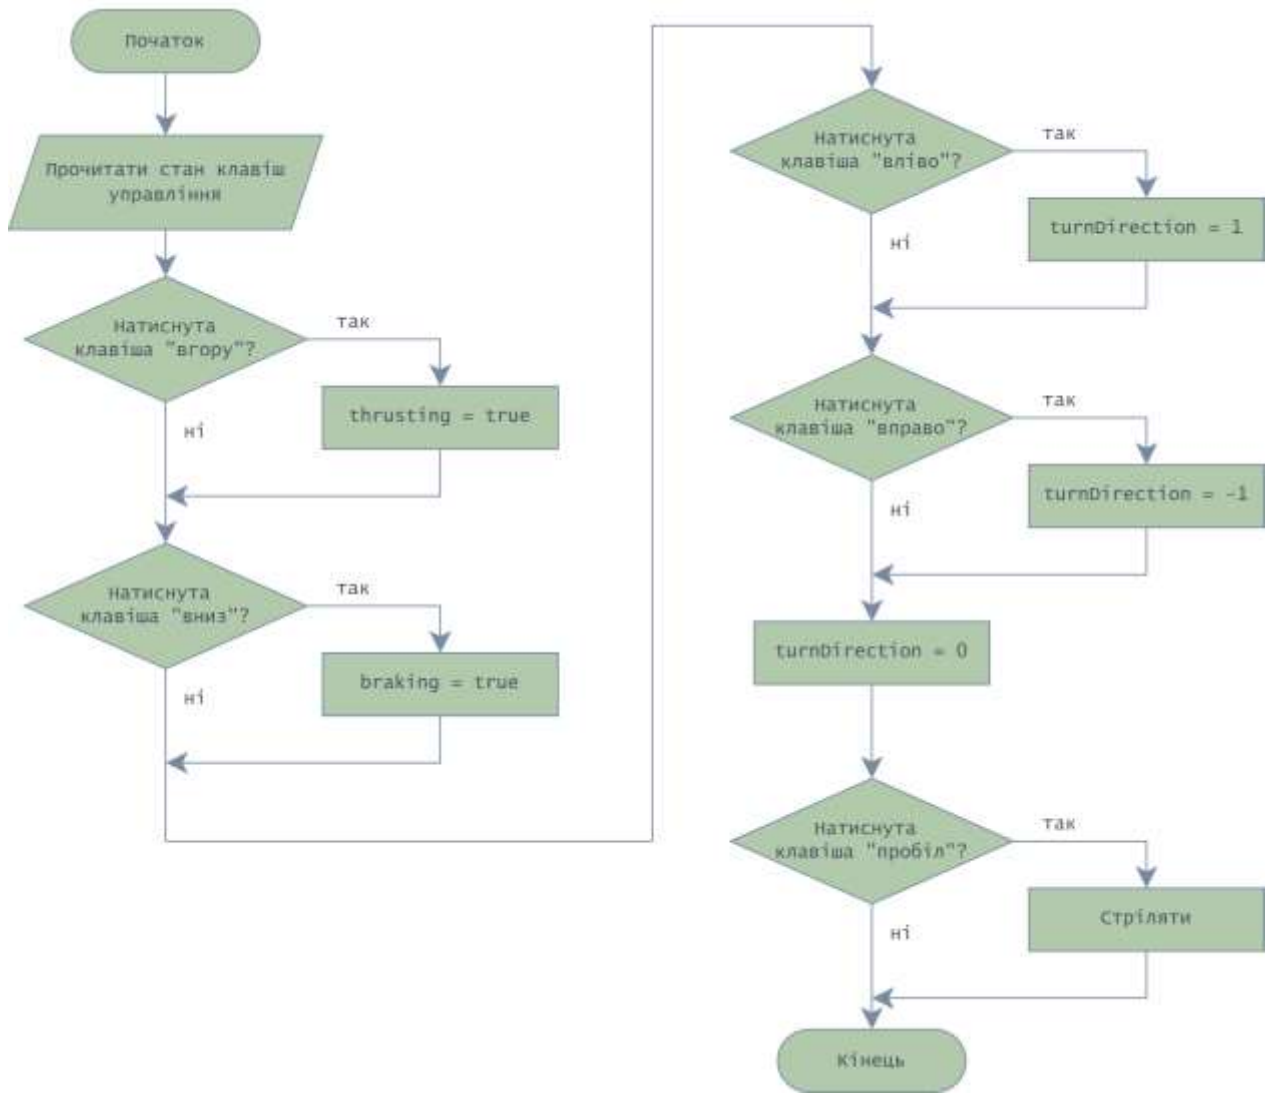 Початок
Прочитати стан клавіш
управління
Натиснута
клавіша "вгору"?
так
thrusting = true
ні
Натиснута
клавіша "вниз"?
так
braking = true
ні
Натиснута
клавіша "вліво"?
так
turnDirection = 1
ні
Натиснута
клавіша "вправо"?
так
turnDirection = -1
ні
turnDirection = 0
Натиснута
клавіша "пробіл"?
так
Стріляти
ні
Кінець